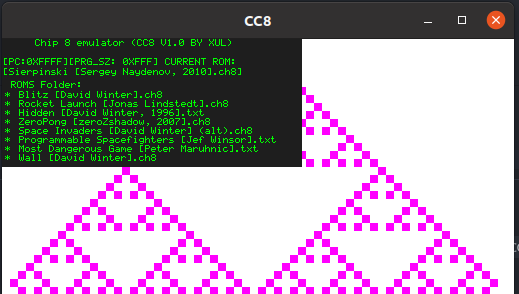 CC8
Chip 8 emulator (CC8 V1.0 BY XUL)
[PC:0XFFFF][PRG_SZ: 0XFFF] CURRENT ROM:
[Sierpinski [Sergey Naydenov, 2010].ch8]
ROMS Folder:
* Blitz [David Winter].ch8
* Rocket Launch [Jonas Lindstedt].ch8
* Hidden [David Winter, 1996].txt
* ZeroPong [zeroZshadow, 2007].ch8
* Space Invaders [David Winter] (alt).ch8
* Programmable Spacefighters [Jef Winsor].txt
* Most Dangerous Game [Peter Maruhnic].txt
* Wall [David Winter].ch8